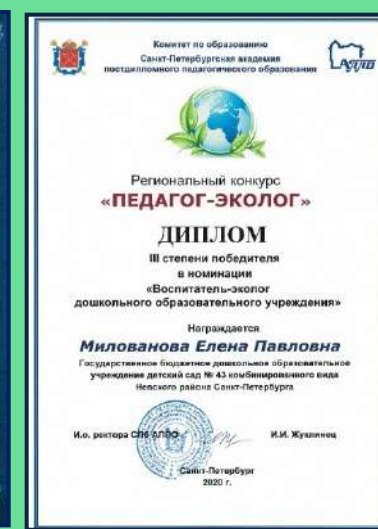 Комитет по образованию
Санкт-Петербургская академия
постдипломного педагогического образования
АППО
Региональный конкурс
«ПЕДАГОГ-ЭКОЛОГ»
ДИПЛОМ
III степени победителя
в номинации
«Воспитатель-эколог
дошкольного образовательного учреждения»
Награждается
Милованова Елена Павловна
Государственное бюджетное дошкольное образовательное
учреждение детский сад № 43 комбинированного вида
Невского района Санкт-Петербурга
И.о. ректора СПб АППО И.И. Жуклинец
Санкт-Петербург
2020 г.